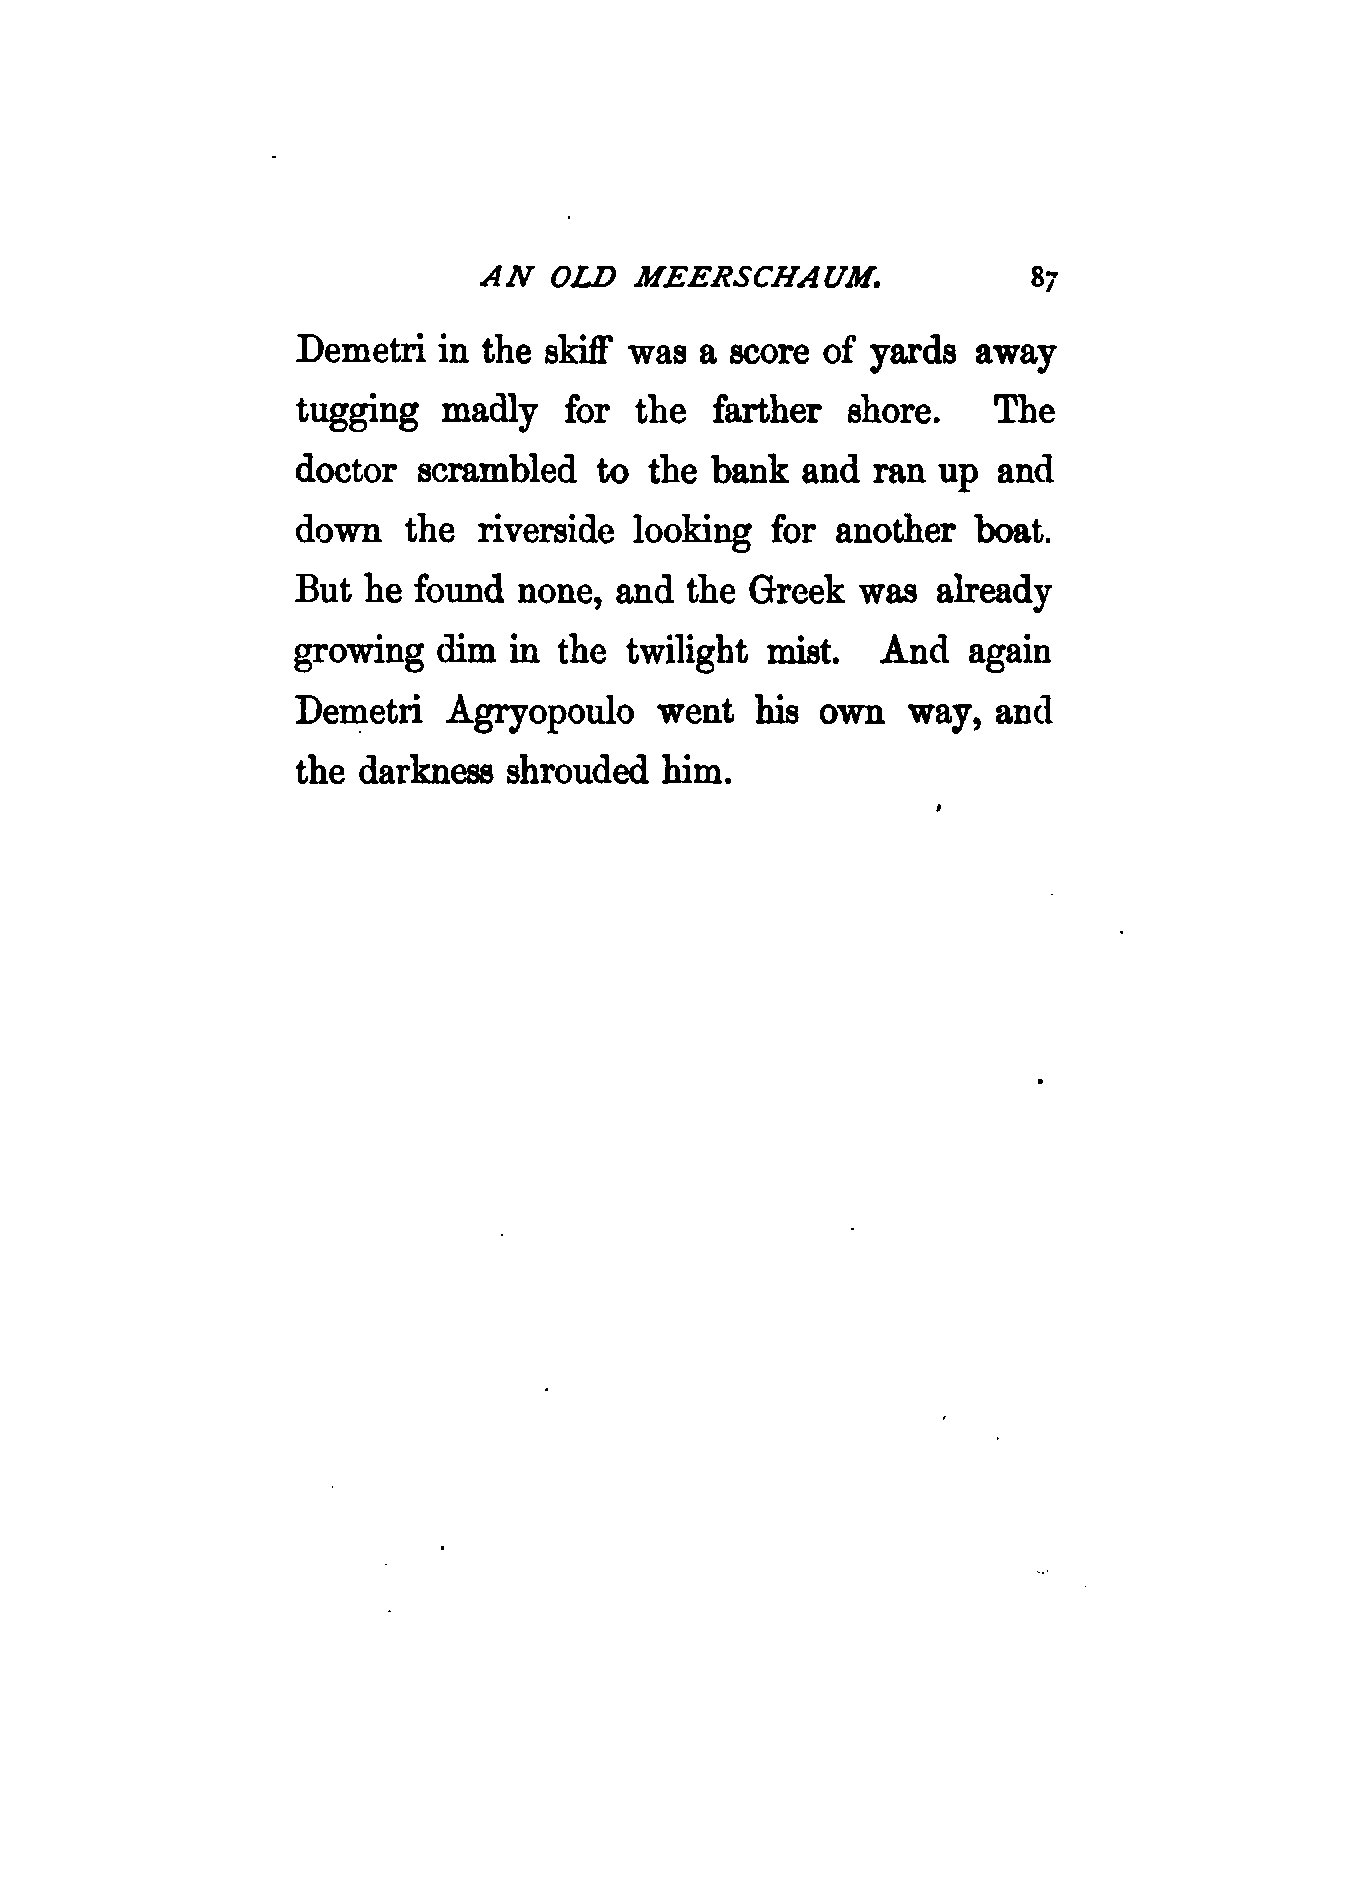 AN OLD MEERSCHAUM. 87
Demetri in the skiff was a score of yards away
tugging madly for the farther shore. The
doctor scrambled to the bank and ran up and
down the riverside looking for another boat.
But he found none, and the Greek was already
growing dim in the twilight mist. And again
Demetri Agryopoulo went his own way, and
the darkness shrouded him.